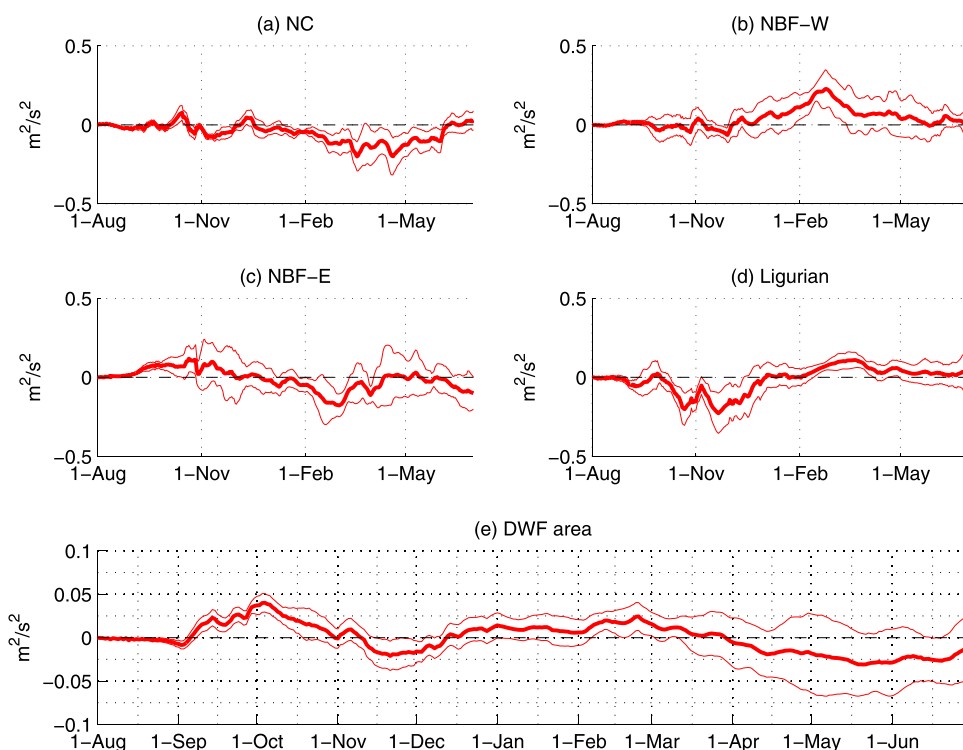 (a) NC
(b) NBF−W
0.5
m²/s²
0
−0.5
1−Aug 1−Nov 1−Feb 1−May
0.5
m²/s²
0
−0.5
1−Aug 1−Nov 1−Feb 1−May
(c) NBF−E
(d) Ligurian
0.5
m²/s²
0
−0.5
1−Aug 1−Nov 1−Feb 1−May
0.5
m²/s²
0
−0.5
1−Aug 1−Nov 1−Feb 1−May
(e) DWF area
0.1
0.05
m²/s²
0
−0.05
−0.1
1−Aug 1−Sep 1−Oct 1−Nov 1−Dec 1−Jan 1−Feb 1−Mar 1−Apr 1−May 1−Jun